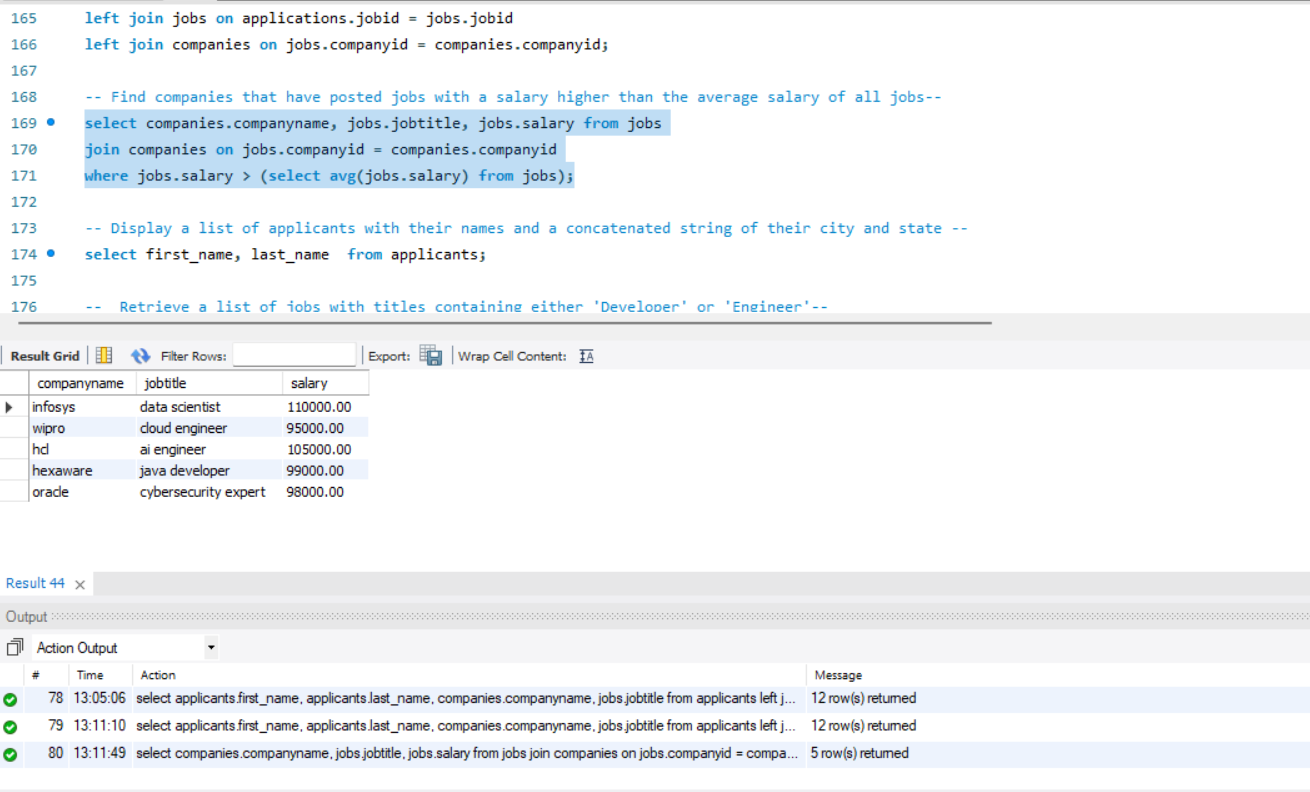 165 left join jobs on applications.jobid = jobs.jobid
166 left join companies on jobs.companyid = companies.companyid;
167
168 -- Find companies that have posted jobs with a salary higher than the average salary of all jobs--
169 select companies.companyname, jobs.jobtitle, jobs.salary from jobs
170 join companies on jobs.companyid = companies.companyid
171 where jobs.salary > (select avg(jobs.salary) from jobs);
172
173 -- Display a list of applicants with their names and a concatenated string of their city and state --
174 select first_name, last_name  from applicants;
175
176 --  Retrieve a list of jobs with titles containing either 'Developer' or 'Engineer'--
Result Grid Filter Rows: Export: Wrap Cell Content: IA
companyname jobtitle salary
infosys data scientist 110000.00
wipro cloud engineer 95000.00
hcl ai engineer 105000.00
hexaware java developer 99000.00
oracle cybersecurity expert 98000.00
Result 44
Output
Action Output
# Time Action Message
78 13:05:06 select applicants.first_name, applicants.last_name, companies.companyname, jobs.jobtitle from applicants left j... 12 row(s) returned
79 13:11:10 select applicants.first_name, applicants.last_name, companies.companyname, jobs.jobtitle from applicants left j... 12 row(s) returned
80 13:11:49 select companies.companyname, jobs.jobtitle, jobs.salary from jobs join companies on jobs.companyid = compa... 5 row(s) returned